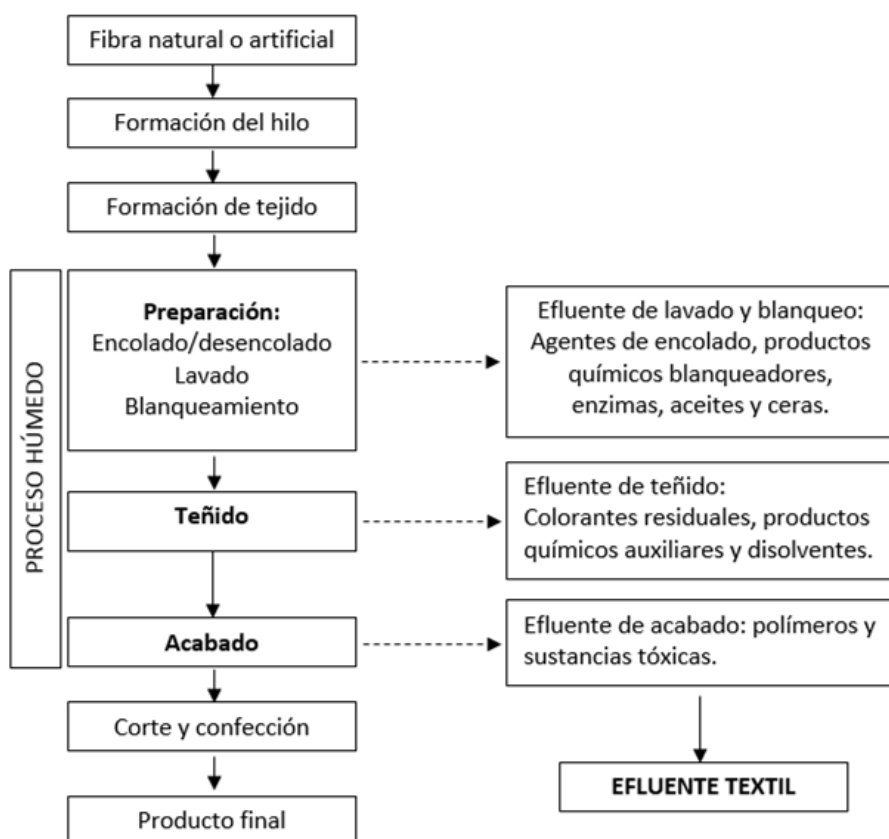 Fibra natural o artificial
Formación del hilo
Formación de tejido
PROCESO HÚMEDO
Preparación:
Encolado/desencolado
Lavado
Blanqueamiento
Efluente de lavado y blanqueo:
Agentes de encolado, productos
químicos blanqueadores,
enzimas, aceites y ceras.
Teñido
Efluente de teñido:
Colorantes residuales, productos
químicos auxiliares y disolventes.
Acabado
Efluente de acabado: polímeros y
sustancias tóxicas.
Corte y confección
EFLUENTE TEXTIL
Producto final